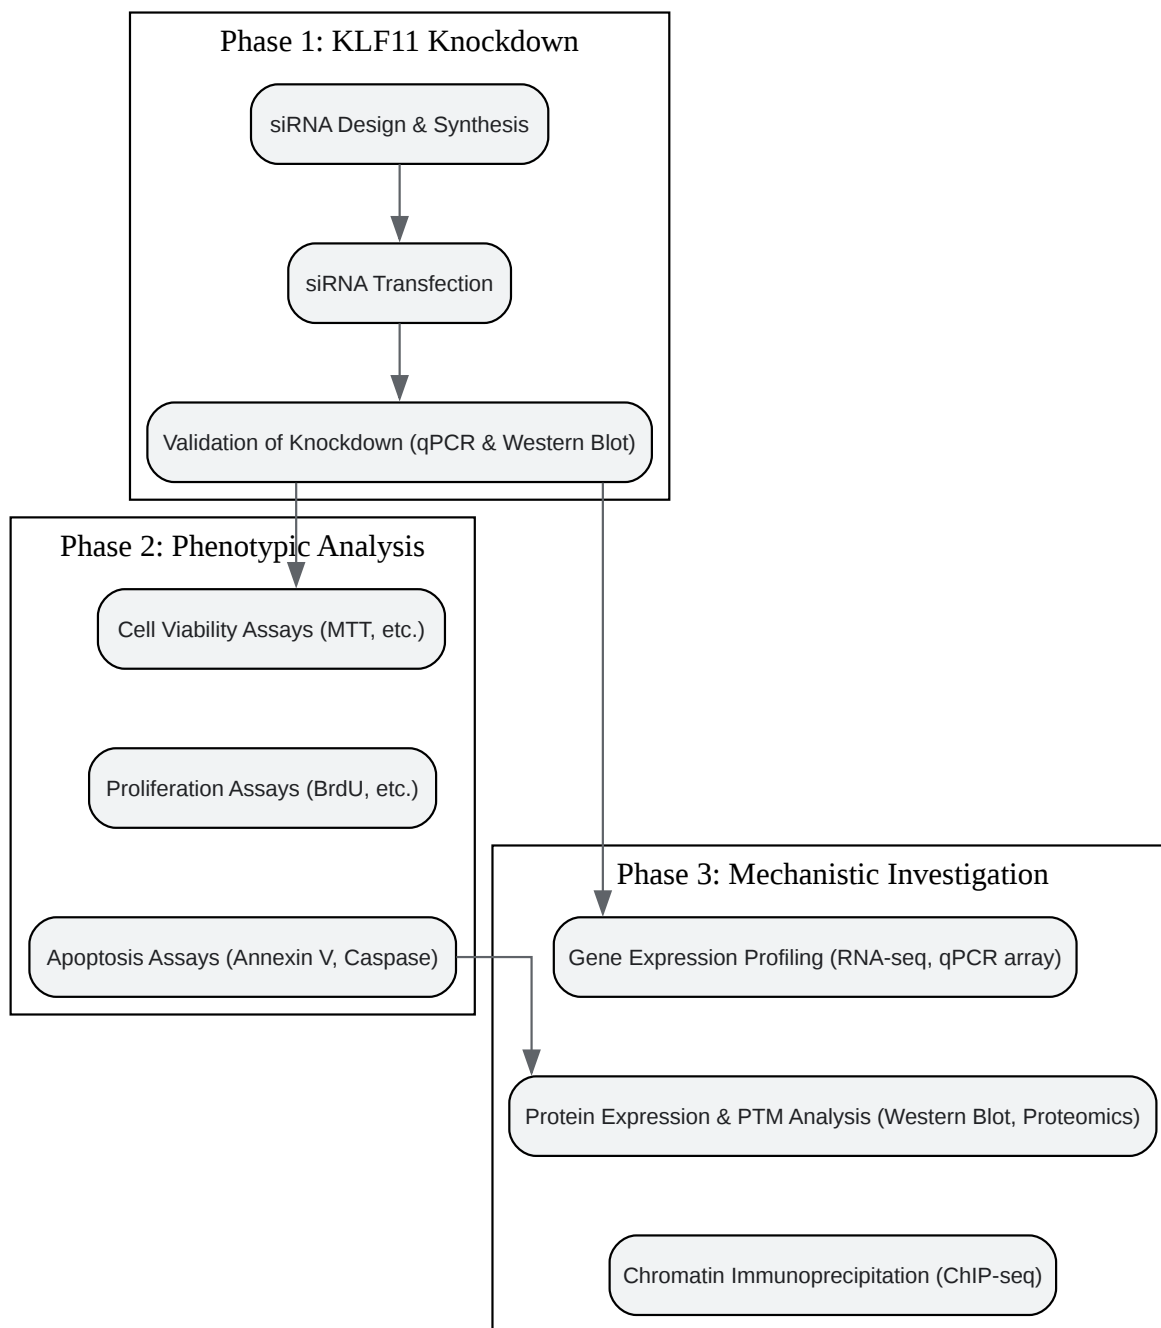 Phase 1: KLF11 Knockdown
siRNA Design & Synthesis
siRNA Transfection
Validation of Knockdown (qPCR & Western Blot)
Phase 2: Phenotypic Analysis
Cell Viability Assays (MTT, etc.)
Proliferation Assays (BrdU, etc.)
Apoptosis Assays (Annexin V, Caspase)
Phase 3: Mechanistic Investigation
Gene Expression Profiling (RNA-seq, qPCR array)
Protein Expression & PTM Analysis (Western Blot, Proteomics)
Chromatin Immunoprecipitation (ChIP-seq)